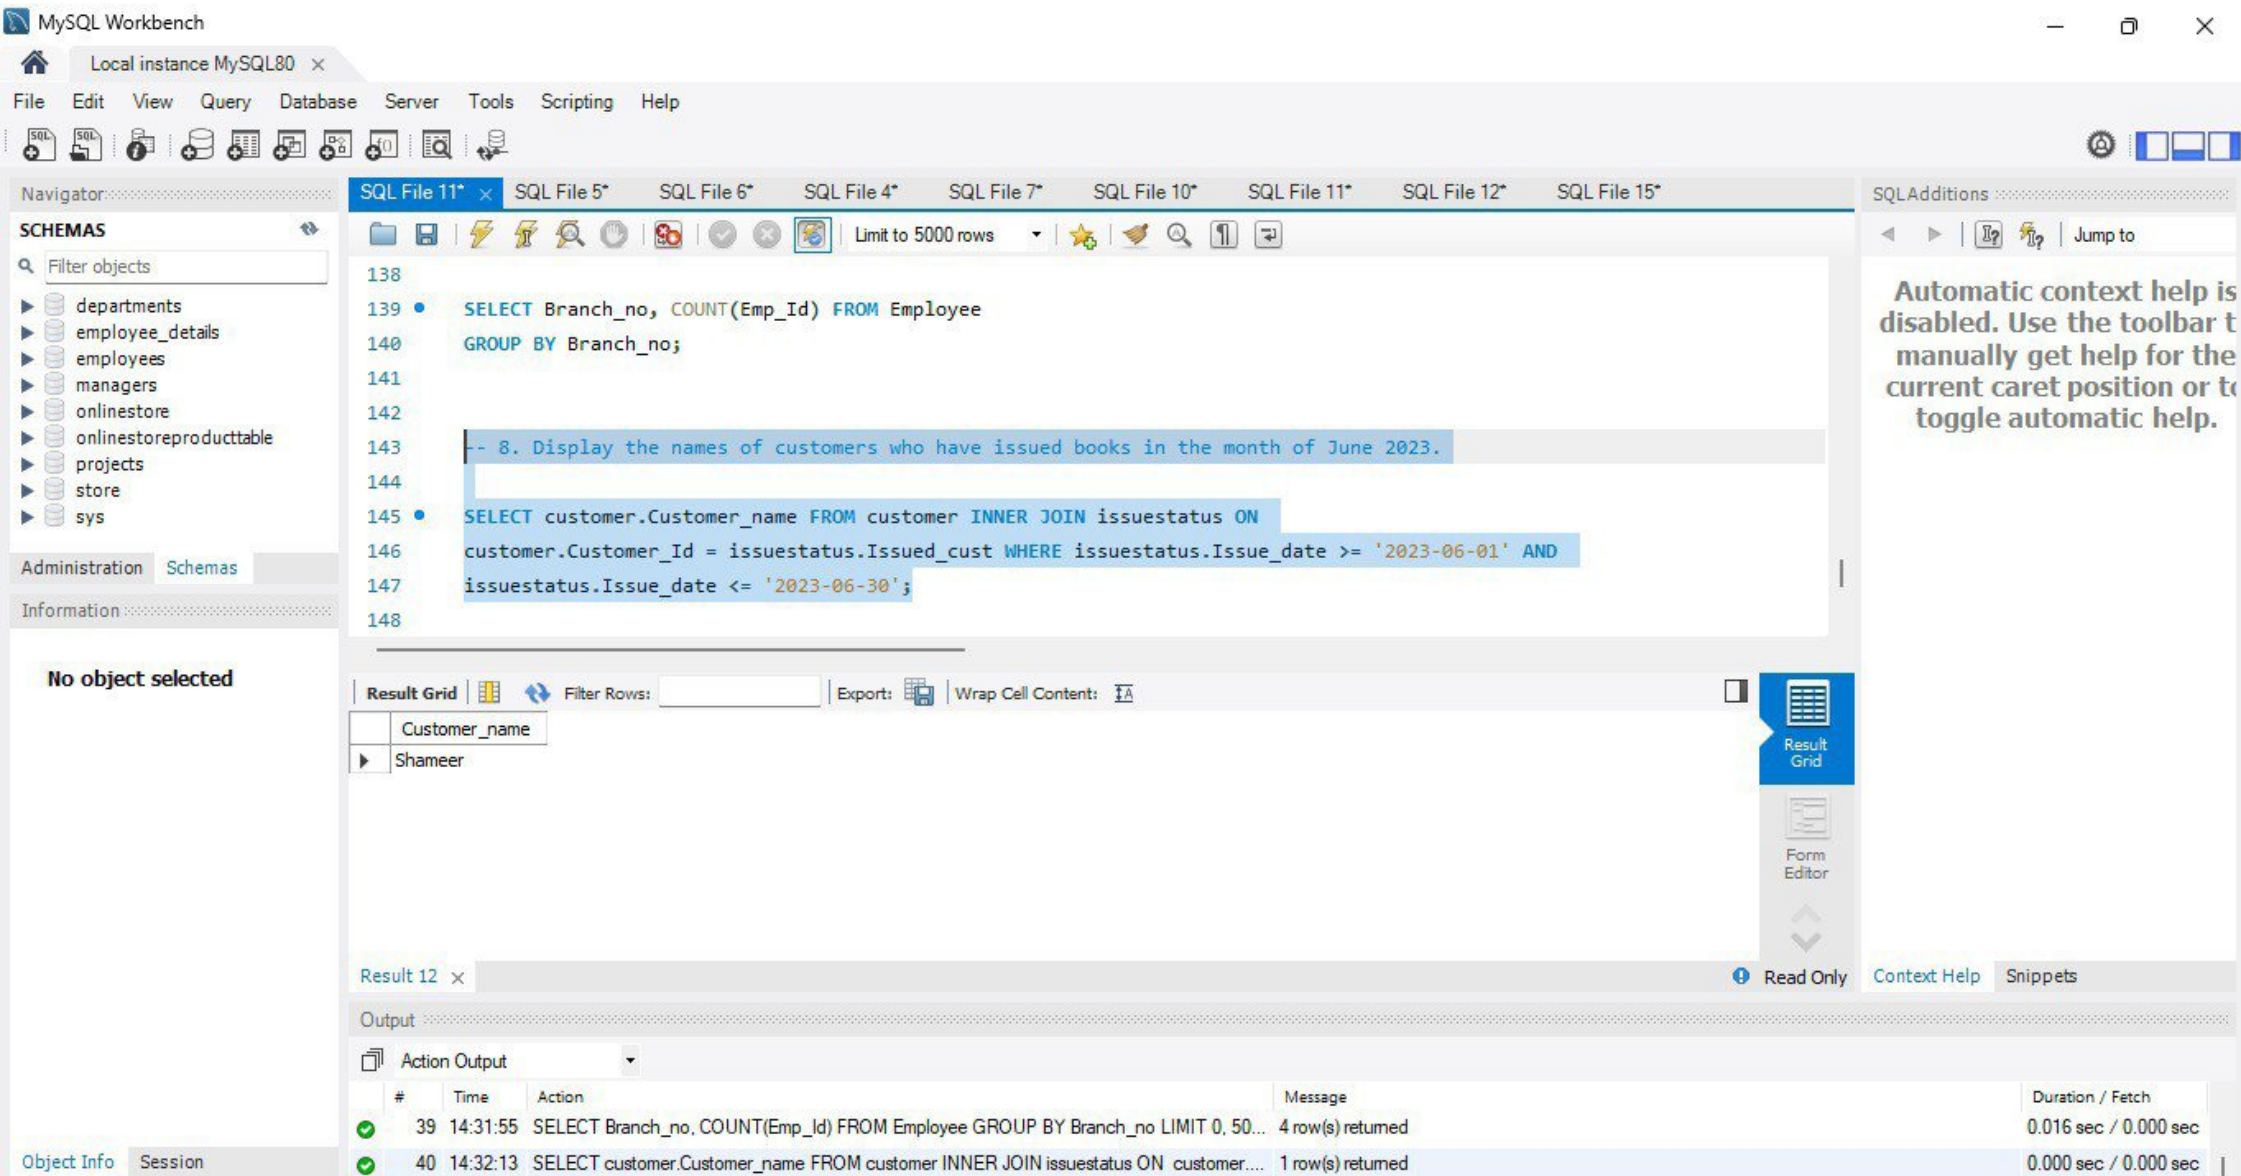 MySQL Workbench
Local instance MySQL80
File Edit View Query Database Server Tools Scripting Help
Navigator
SCHEMAS
Filter objects
departments
employee_details
employees
managers
onlinestore
onlinestoreproducttable
projects
store
sys
Administration Schemas
Information
No object selected
Object Info Session
SQL File 11* SQL File 5* SQL File 6* SQL File 4* SQL File 7* SQL File 10* SQL File 11* SQL File 12* SQL File 15*
Limit to 5000 rows
138
139 SELECT Branch_no, COUNT(Emp_Id) FROM Employee
140 GROUP BY Branch_no;
141
142
143 -- 8. Display the names of customers who have issued books in the month of June 2023.
144
145 SELECT customer.Customer_name FROM customer INNER JOIN issuestatus ON
146 customer.Customer_Id = issuestatus.Issued_cust WHERE issuestatus.Issue_date >= '2023-06-01' AND
147 issuestatus.Issue_date <= '2023-06-30';
148
Result Grid Filter Rows: Export: Wrap Cell Content:
Customer_name
Shameer
Result
Grid
Form
Editor
Result 12 Read Only
SQLAdditions
Jump to
Automatic context help is
disabled. Use the toolbar t
manually get help for the
current caret position or to
toggle automatic help.
Context Help Snippets
Output
Action Output
# Time Action Message Duration / Fetch
39 14:31:55 SELECT Branch_no, COUNT(Emp_Id) FROM Employee GROUP BY Branch_no LIMIT 0, 50... 4 row(s) returned 0.016 sec / 0.000 sec
40 14:32:13 SELECT customer.Customer_name FROM customer INNER JOIN issuestatus ON customer.... 1 row(s) returned 0.000 sec / 0.000 sec